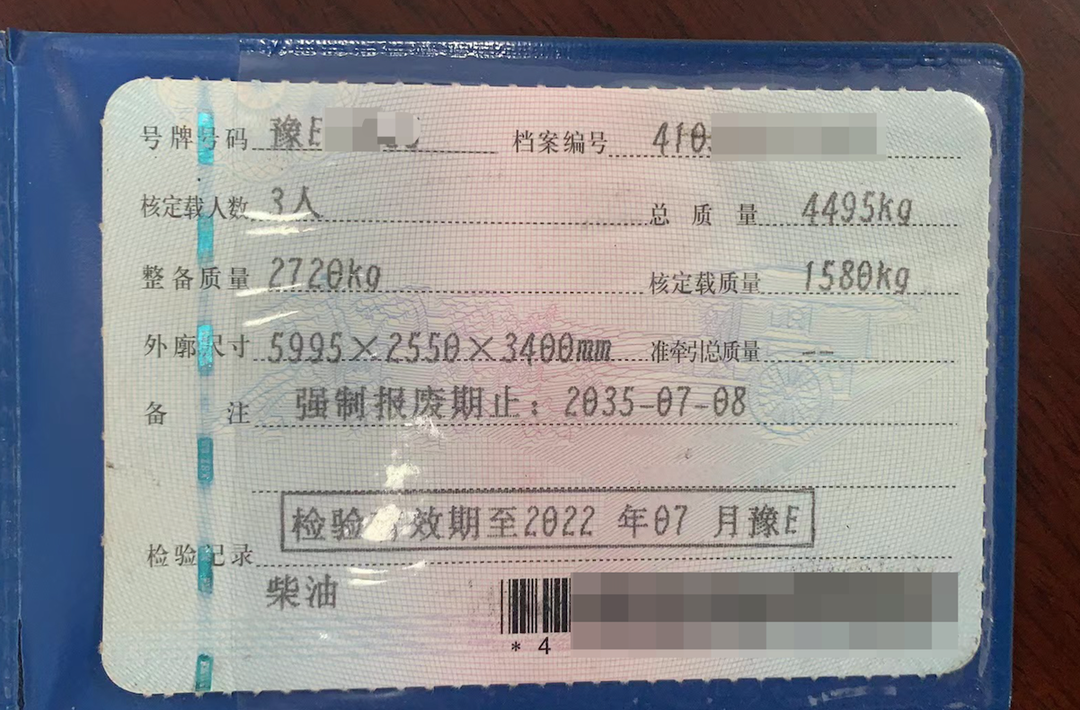 号牌号码 豫E 档案编号 410
核定载人数 3人 总质量 4495kg
整备质量 2720kg 核定载质量 1580kg
外廓尺寸 5995×2550×3400mm 准牵引总质量 --
备注 强制报废期止：2035-07-08
检验有效期至2022 年07 月豫E
检验记录
柴油
* 4